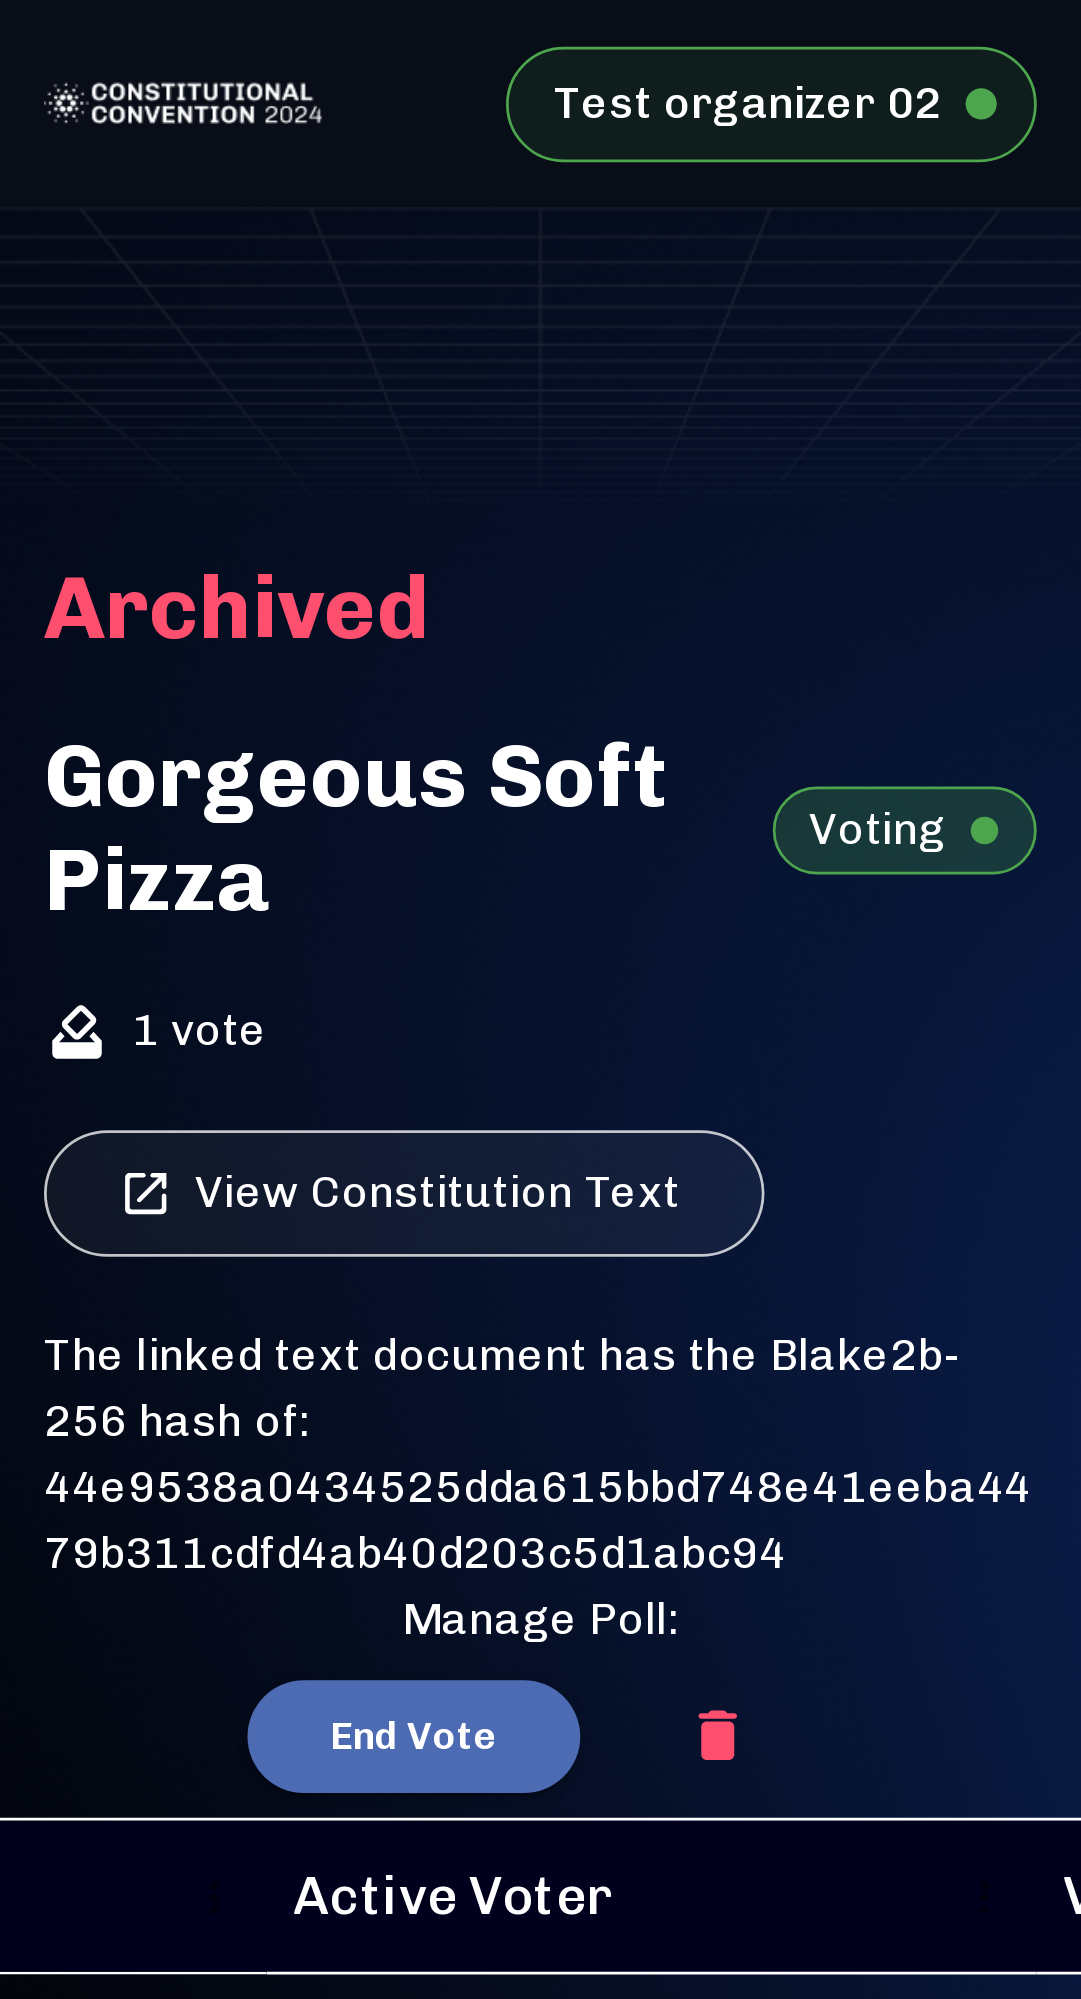 CONSTITUTIONAL
CONVENTION 2024
Test organizer 02
Archived
Gorgeous Soft
Pizza
Voting
1 vote
View Constitution Text
The linked text document has the Blake2b-
256 hash of:
44e9538a0434525dda615bbd748e41eeba44
79b311cdfd4ab40d203c5d1abc94
Manage Poll:
End Vote
Active Voter